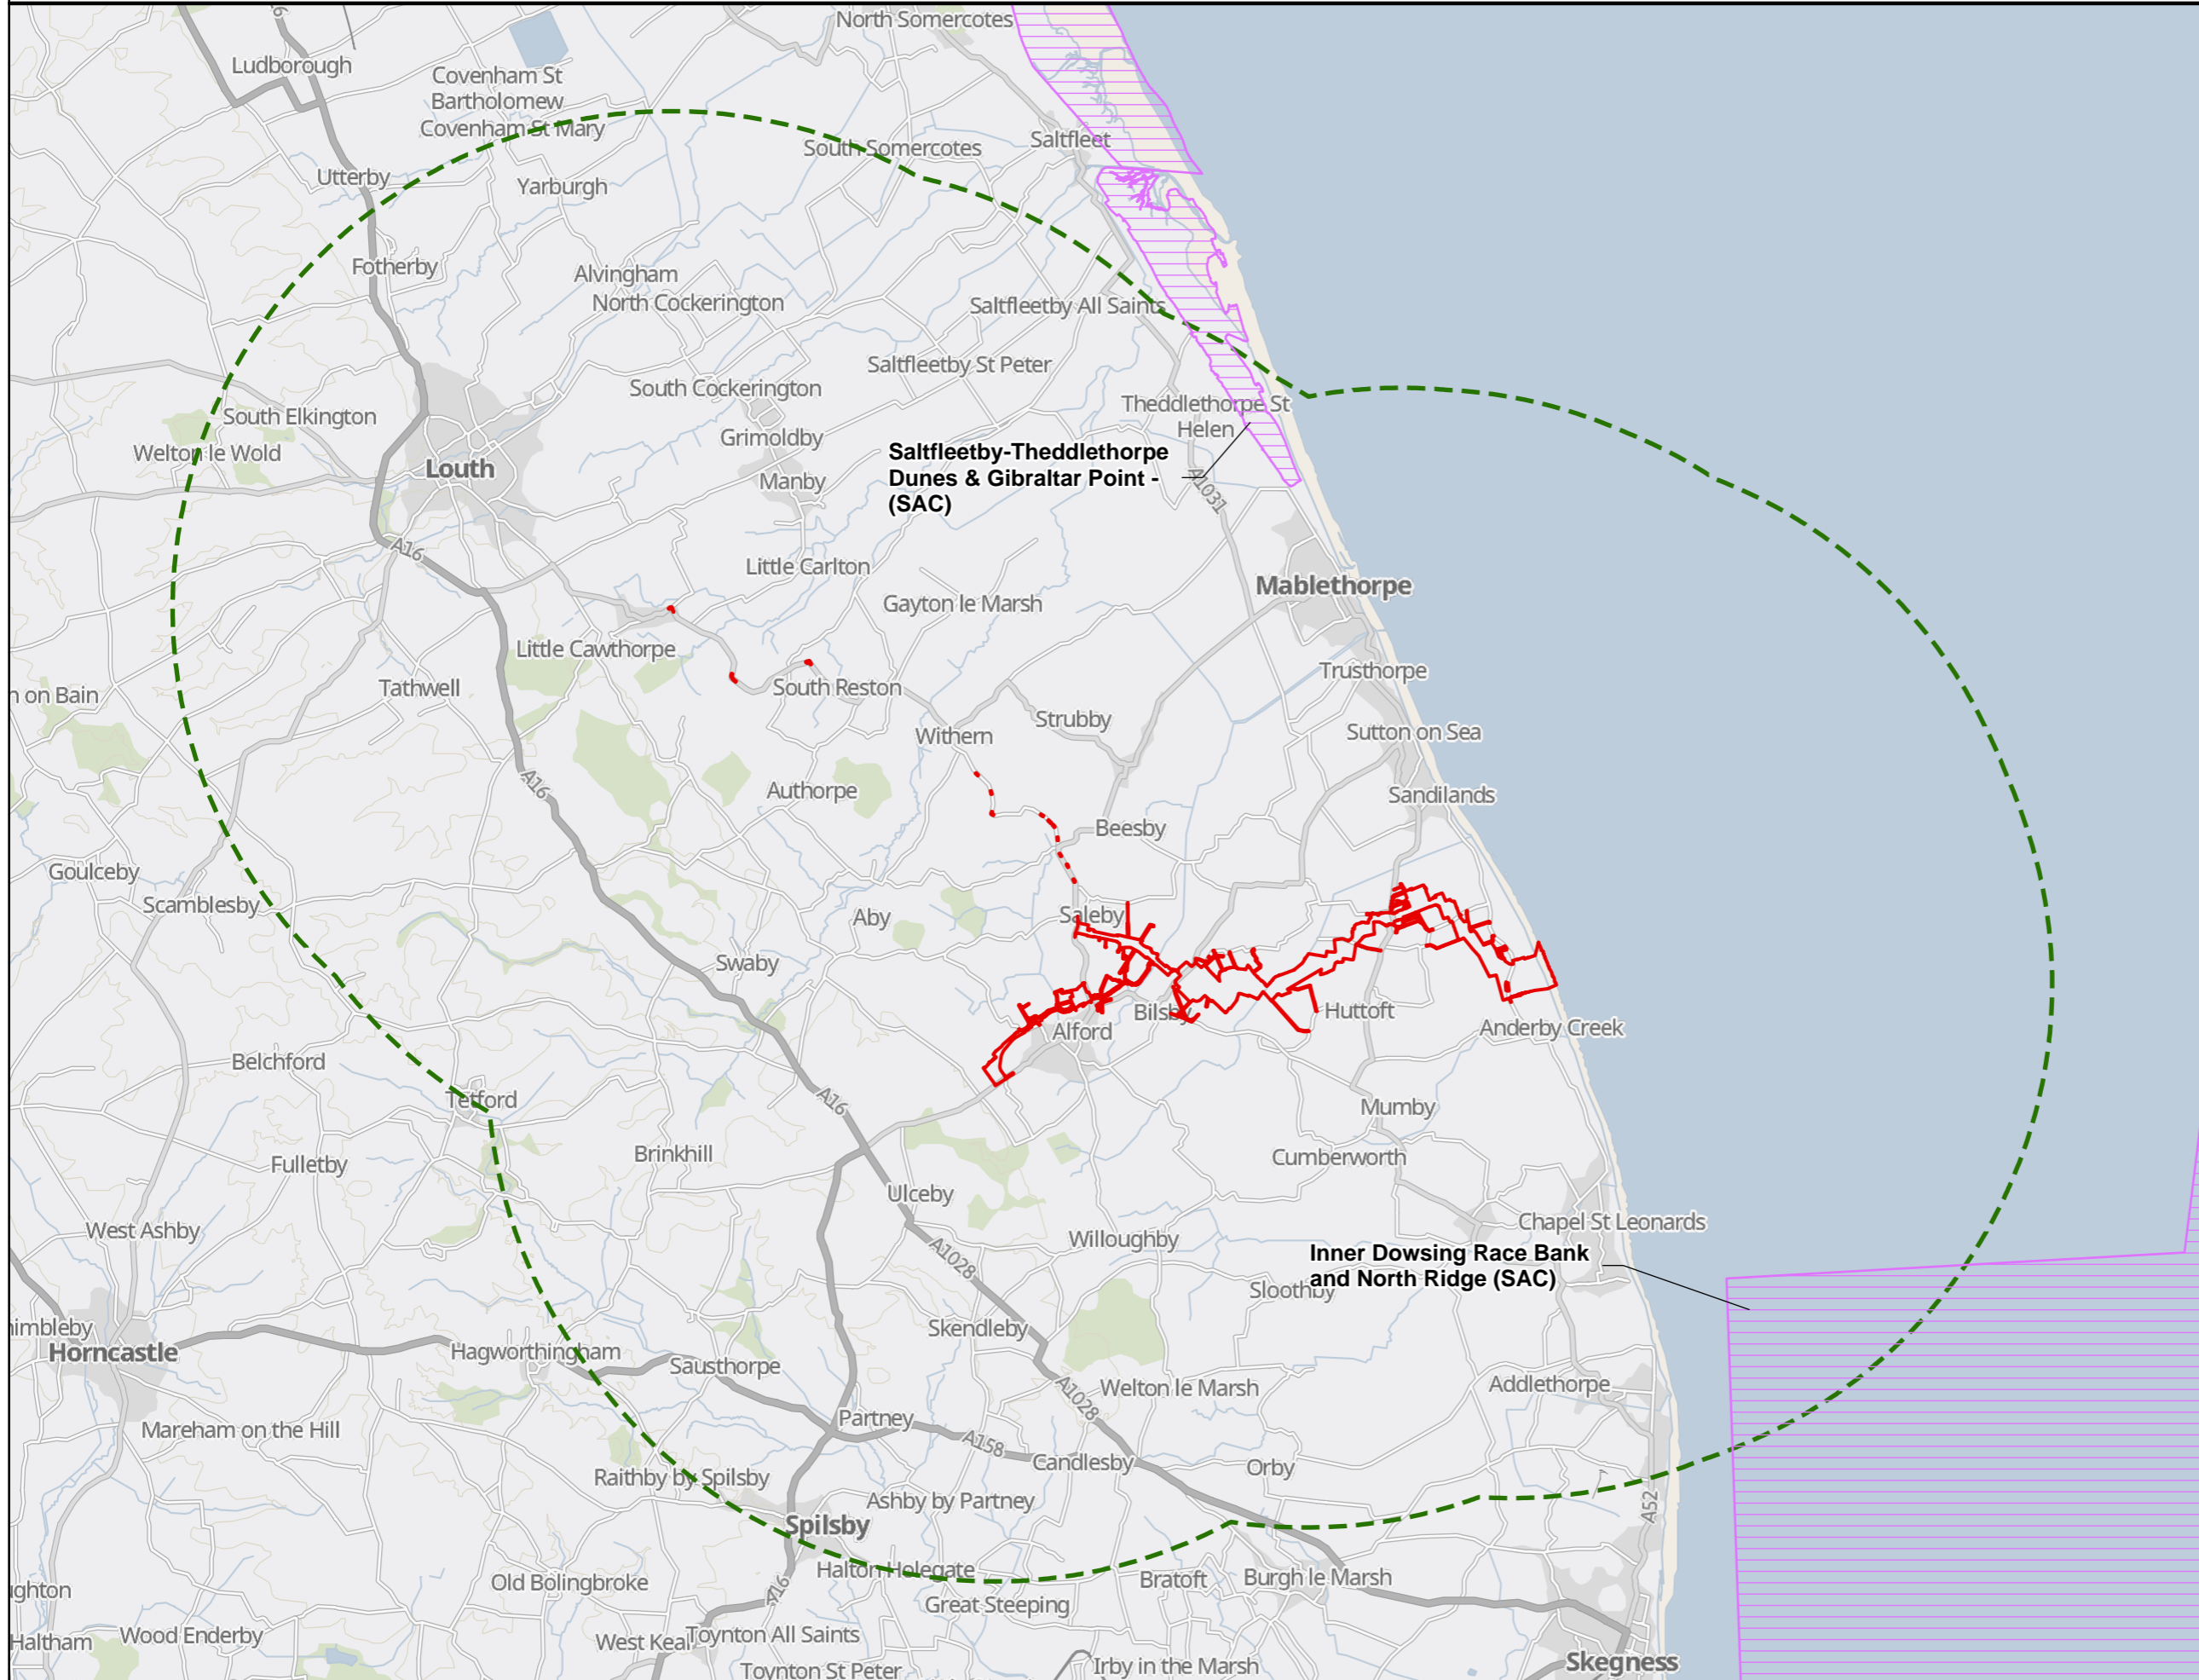 North Somercotes
Ludborough
Covenham St
Bartholomew
Covenham St Mary
Saltfleet
South Somercotes
Utterby
Yarburgh
Fotherby
Alvingham
North Cockerington
Saltfleetby All Saints
Saltfleetby St Peter
South Cockerington
South Elkington
Theddlethorpe St
Helen
Grimoldby
Welton le Wold
Saltfleetby-Theddlethorpe
Dunes & Gibraltar Point -
(SAC)
Louth
Manby
A1031
A16
Little Carlton
Mablethorpe
Gayton le Marsh
Little Cawthorpe
Trusthorpe
Tathwell
South Reston
n on Bain
Strubby
Withern
Sutton on Sea
A16
Authorpe
Sandilands
Beesby
Goulceby
Scamblesby
Aby
Saleby
Swaby
Huttoft
Bilsby
Anderby Creek
Alford
Belchford
Tetford
A16
Mumby
Brinkhill
Cumberworth
Fulletby
Ulceby
West Ashby
Willoughby
Chapel St Leonards
A1028
Inner Dowsing Race Bank
and North Ridge (SAC)
Slootnby
Skendleby
imbleby
Horncastle
Hagworthingham
Sausthorpe
Addlethorpe
Welton le Marsh
A1028
Partney
Mareham on the Hill
A158
Candlesby
Orby
Raithby by Spilsby
Ashby by Partney
A52
Spilsby
Halton Holegate
Old Bolingbroke
Bratoft
Burgh le Marsh
ughton
A16
Great Steeping
Haltham
Wood Enderby
West Keal
Toynton All Saints
Irby in the Marsh
Skegness
Toynton St Peter